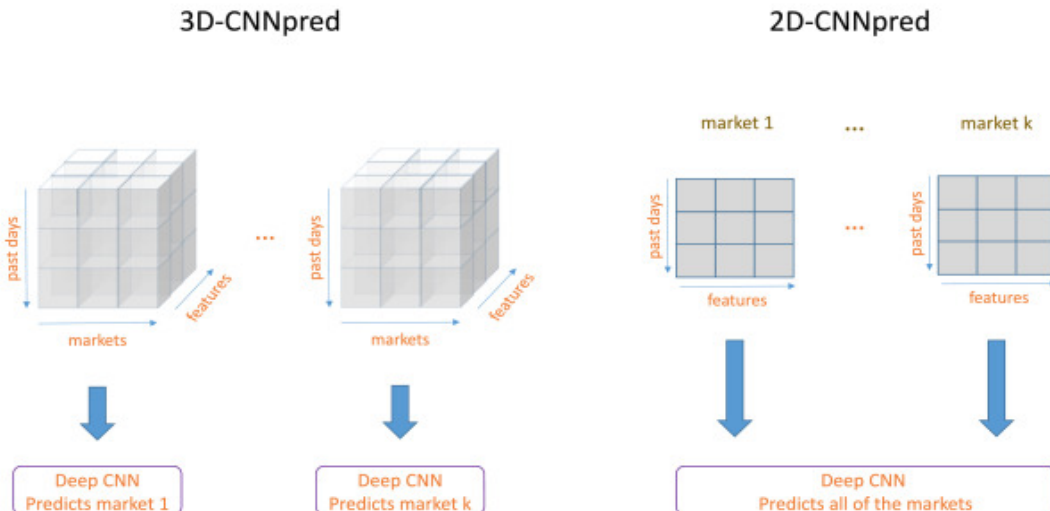 3D-CNNpred
2D-CNNpred
market 1
...
market k
past days
features
markets
...
past days
features
markets
past days
features
...
past days
features
Deep CNN
Predicts market 1
Deep CNN
Predicts market k
Deep CNN
Predicts all of the markets